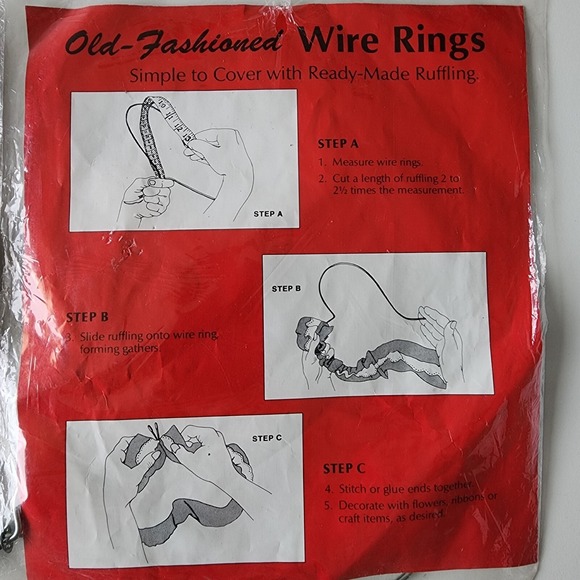 Old-Fashioned Wire Rings
Simple to Cover with Ready-Made Ruffling.
STEP A
STEP A
1. Measure wire rings.
2. Cut a length of ruffling 2 to
2½ times the measurement.
STEP B
STEP B
3. Slide ruffling onto wire ring,
forming gathers.
STEP C
STEP C
4. Stitch or glue ends together.
5. Decorate with flowers, ribbons or
craft items, as desired.